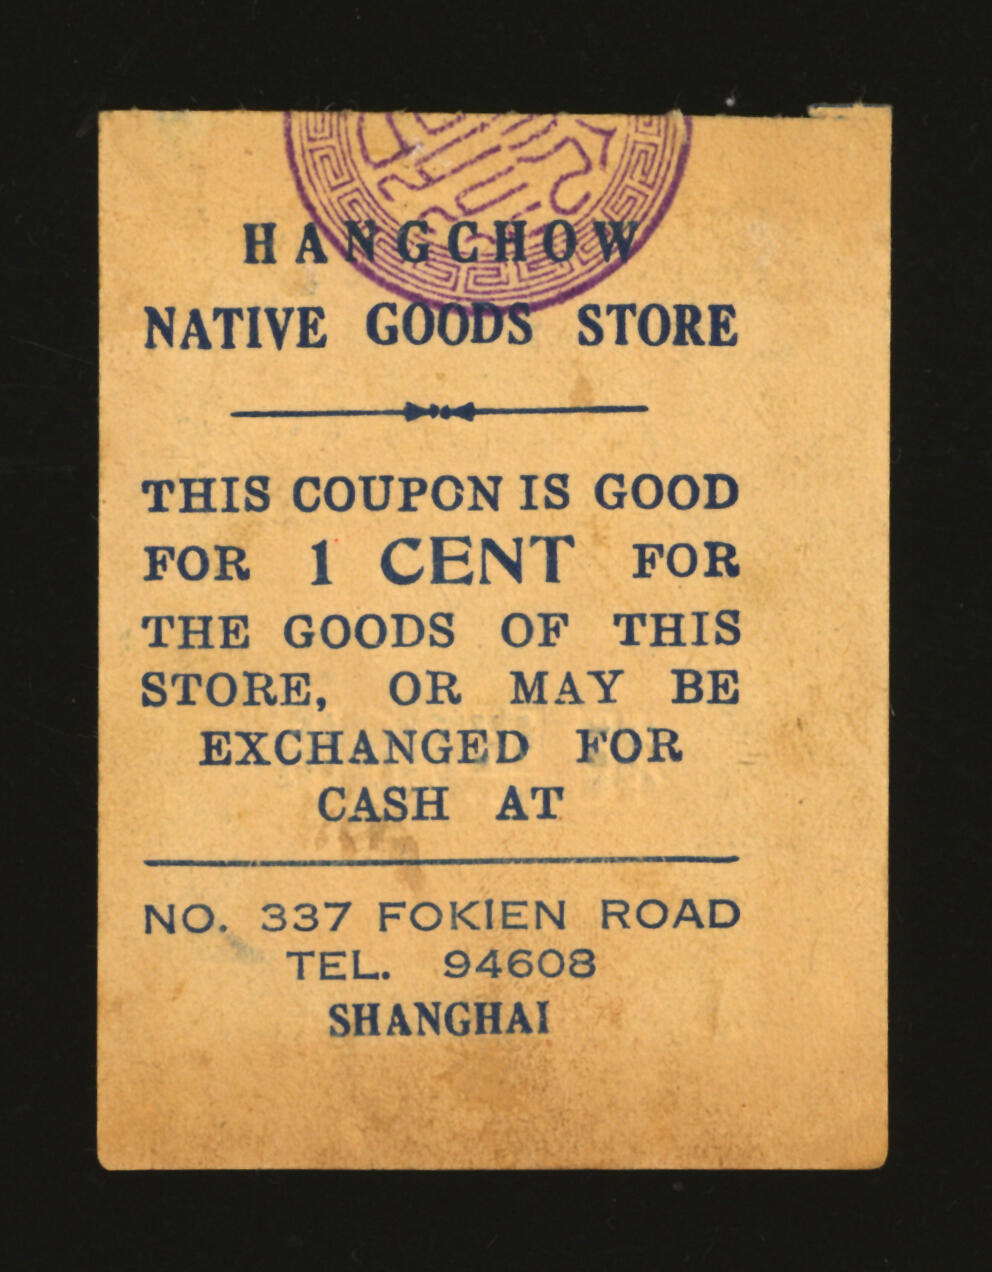 HANGCHOW
NATIVE GOODS STORE
THIS COUPON IS GOOD
FOR 1 CENT FOR
THE GOODS OF THIS
STORE, OR MAY BE
EXCHANGED FOR
CASH AT
NO. 337 FOKIEN ROAD
TEL. 94608
SHANGHAI